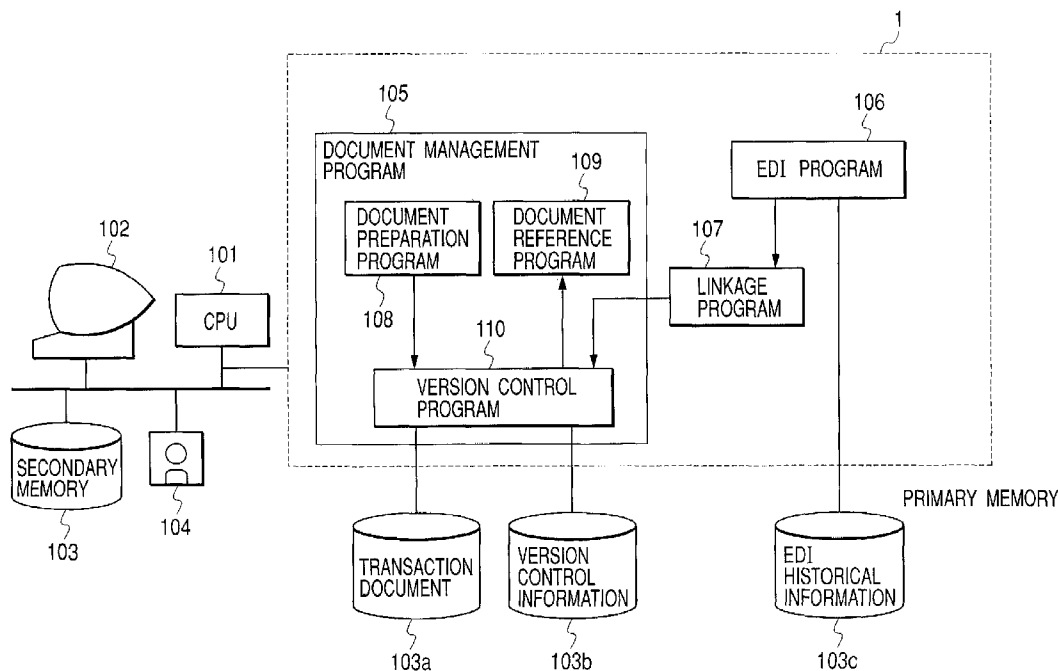 1
105
106
DOCUMENT MANAGEMENT
PROGRAM
109
EDI PROGRAM
102
101
DOCUMENT
PREPARATION
PROGRAM
DOCUMENT
REFERENCE
PROGRAM
107
CPU
LINKAGE
PROGRAM
108
110
VERSION CONTROL
PROGRAM
SECONDARY
MEMORY
103
104
PRIMARY MEMORY
TRANSACTION
DOCUMENT
VERSION
CONTROL
INFORMATION
EDI
HISTORICAL
INFORMATION
103a
103b
103c